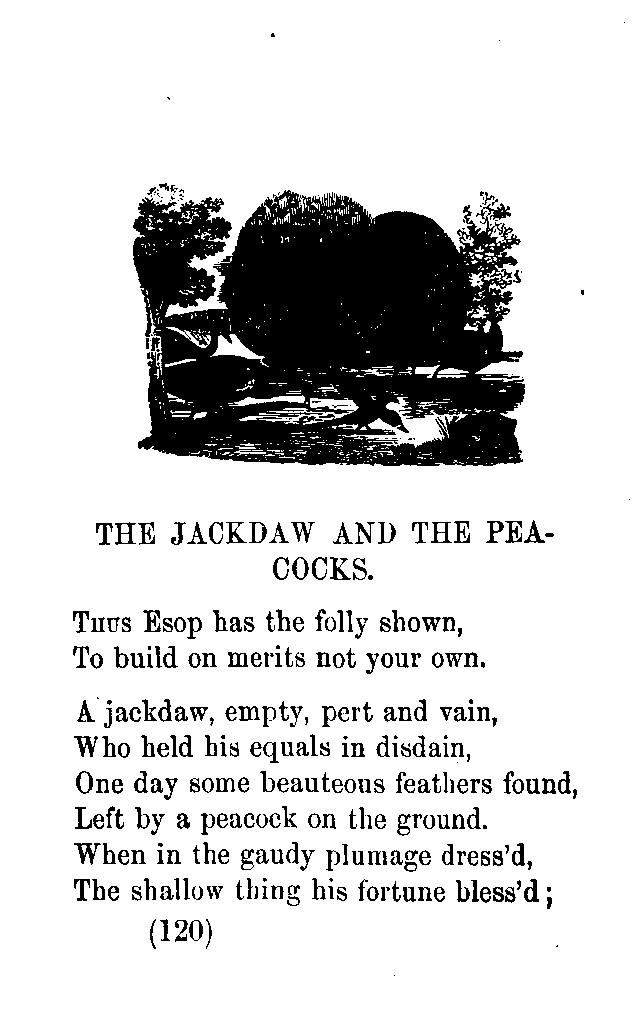 THE JACKDAW AND THE PEA-
COCKS.
THUS Esop has the folly shown,
To build on merits not your own.
A jackdaw, empty, pert and vain,
Who held his equals in disdain,
One day some beauteous feathers found,
Left by a peacock on the ground.
When in the gaudy plumage dress'd,
The shallow thing his fortune bless'd;
(120)